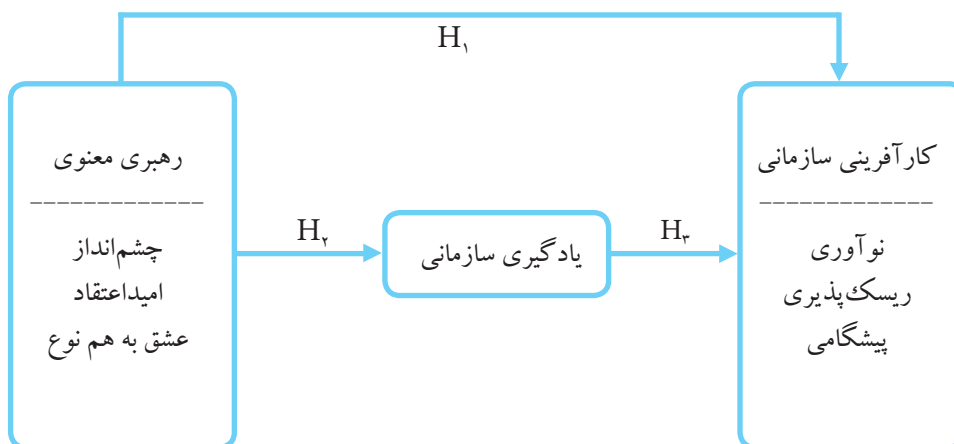 H۱
رهبری معنوی
-------------
چشم‌انداز
امیداعتقاد
عشق به هم نوع
H۲
یادگیری سازمانی
H۳
کارآفرینی سازمانی
-------------
نوآوری
ریسک‌پذیری
پیشگامی